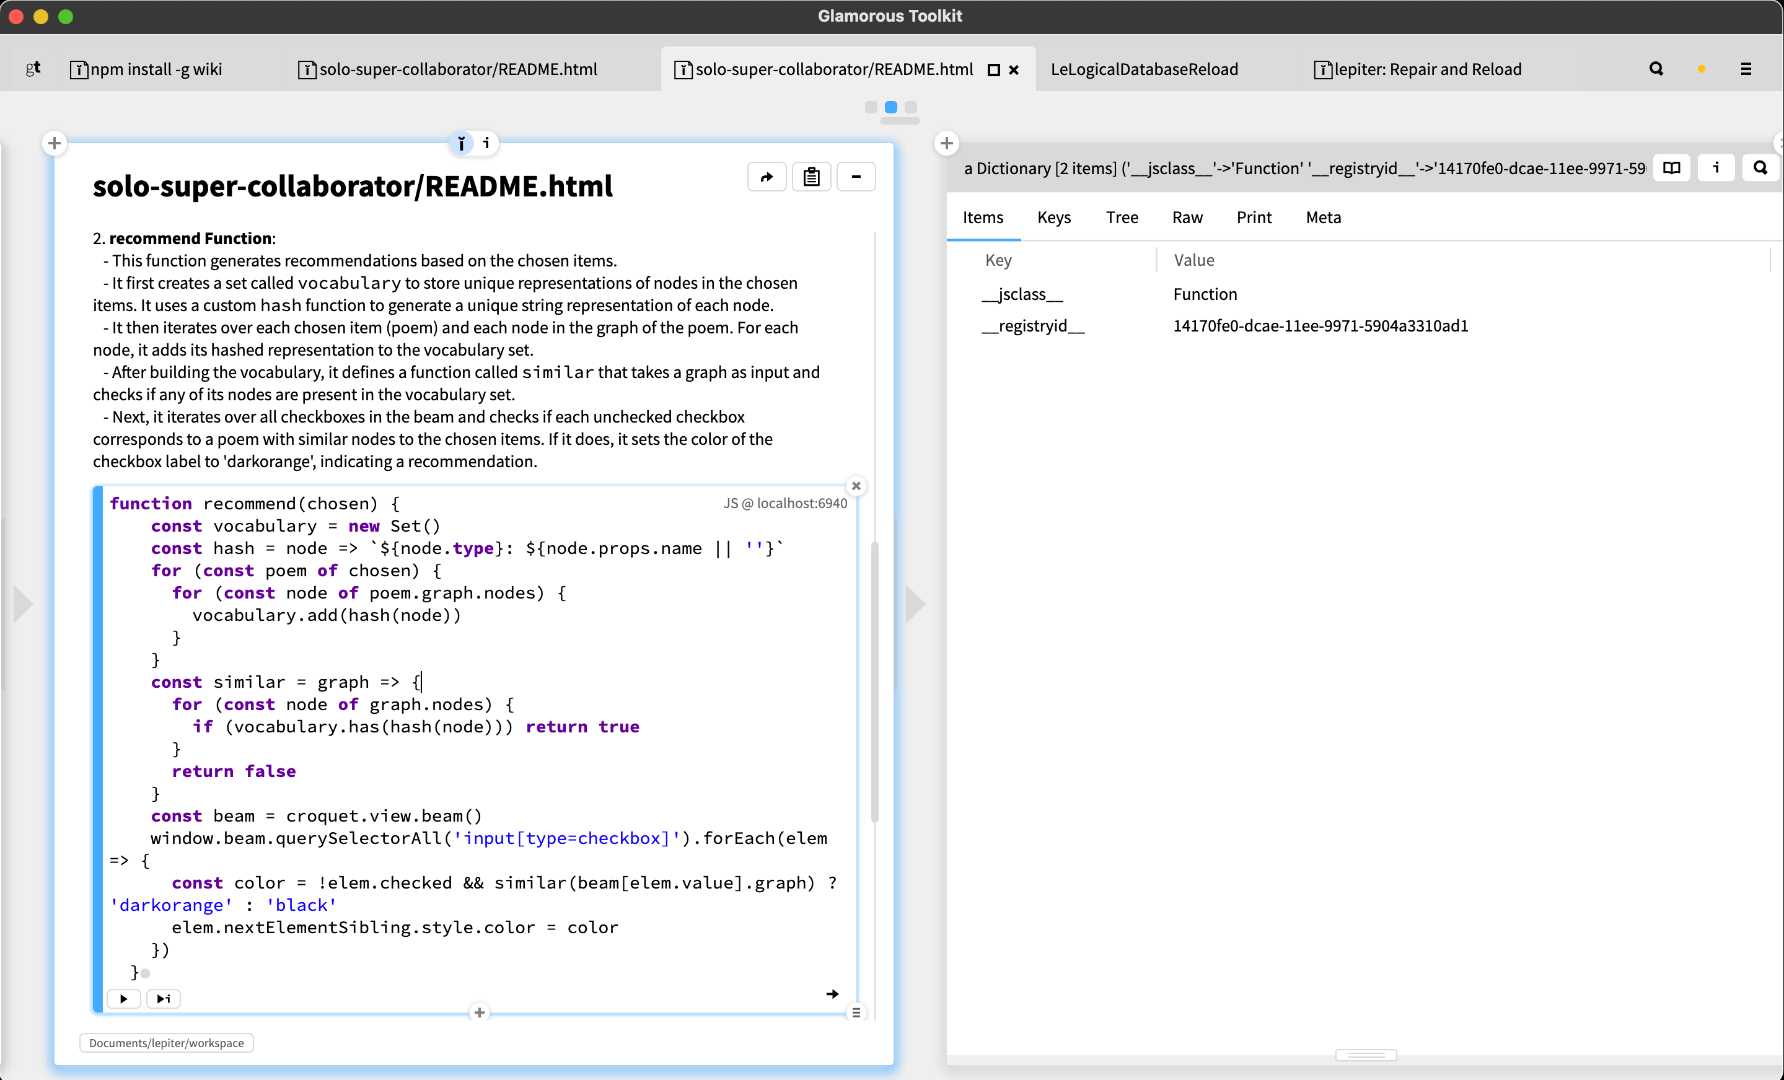 Glamorous Toolkit
gt
npm install -g wiki
solo-super-collaborator/README.html
solo-super-collaborator/README.html
LeLogicalDatabaseReload
lepiter: Repair and Reload
solo-super-collaborator/README.html
2. recommend Function:
- This function generates recommendations based on the chosen items.
- It first creates a set called vocabulary to store unique representations of nodes in the chosen
items. It uses a custom hash function to generate a unique string representation of each node.
- It then iterates over each chosen item (poem) and each node in the graph of the poem. For each
node, it adds its hashed representation to the vocabulary set.
- After building the vocabulary, it defines a function called similar that takes a graph as input and
checks if any of its nodes are present in the vocabulary set.
- Next, it iterates over all checkboxes in the beam and checks if each unchecked checkbox
corresponds to a poem with similar nodes to the chosen items. If it does, it sets the color of the
checkbox label to 'darkorange', indicating a recommendation.
JS @ localhost:6940
function recommend(chosen) {
    const vocabulary = new Set()
    const hash = node => `${node.type}: ${node.props.name || ''}`
    for (const poem of chosen) {
      for (const node of poem.graph.nodes) {
        vocabulary.add(hash(node))
      }
    }
    const similar = graph => {
      for (const node of graph.nodes) {
        if (vocabulary.has(hash(node))) return true
      }
      return false
    }
    const beam = croquet.view.beam()
    window.beam.querySelectorAll('input[type=checkbox]').forEach(elem
=> {
      const color = !elem.checked && similar(beam[elem.value].graph) ?
'darkorange' : 'black'
      elem.nextElementSibling.style.color = color
    })
  }
Documents/lepiter/workspace
a Dictionary [2 items] ('__jsclass__'->'Function' '__registryid__'->'14170fe0-dcae-11ee-9971-59
Items Keys Tree Raw Print Meta
Key Value
__jsclass__ Function
__registryid__ 14170fe0-dcae-11ee-9971-5904a3310ad1